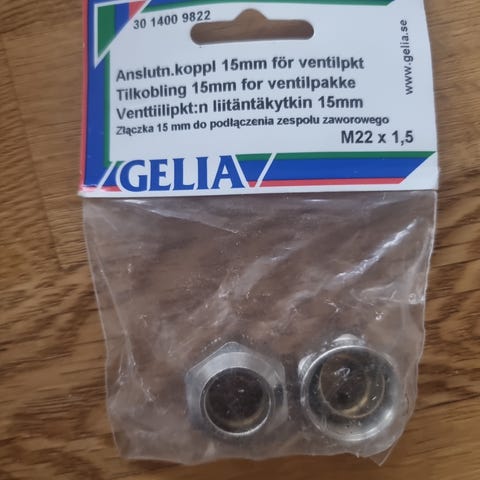 30 1400 9822
Anslutn.koppl 15mm för ventilpkt
Tilkobling 15mm for ventilpakke
Venttiilipkt:n liitäntäkytkin 15mm
Złączka 15 mm do podłączenia zespołu zaworowego
M22 x 1,5
www.gelia.se
GELIA